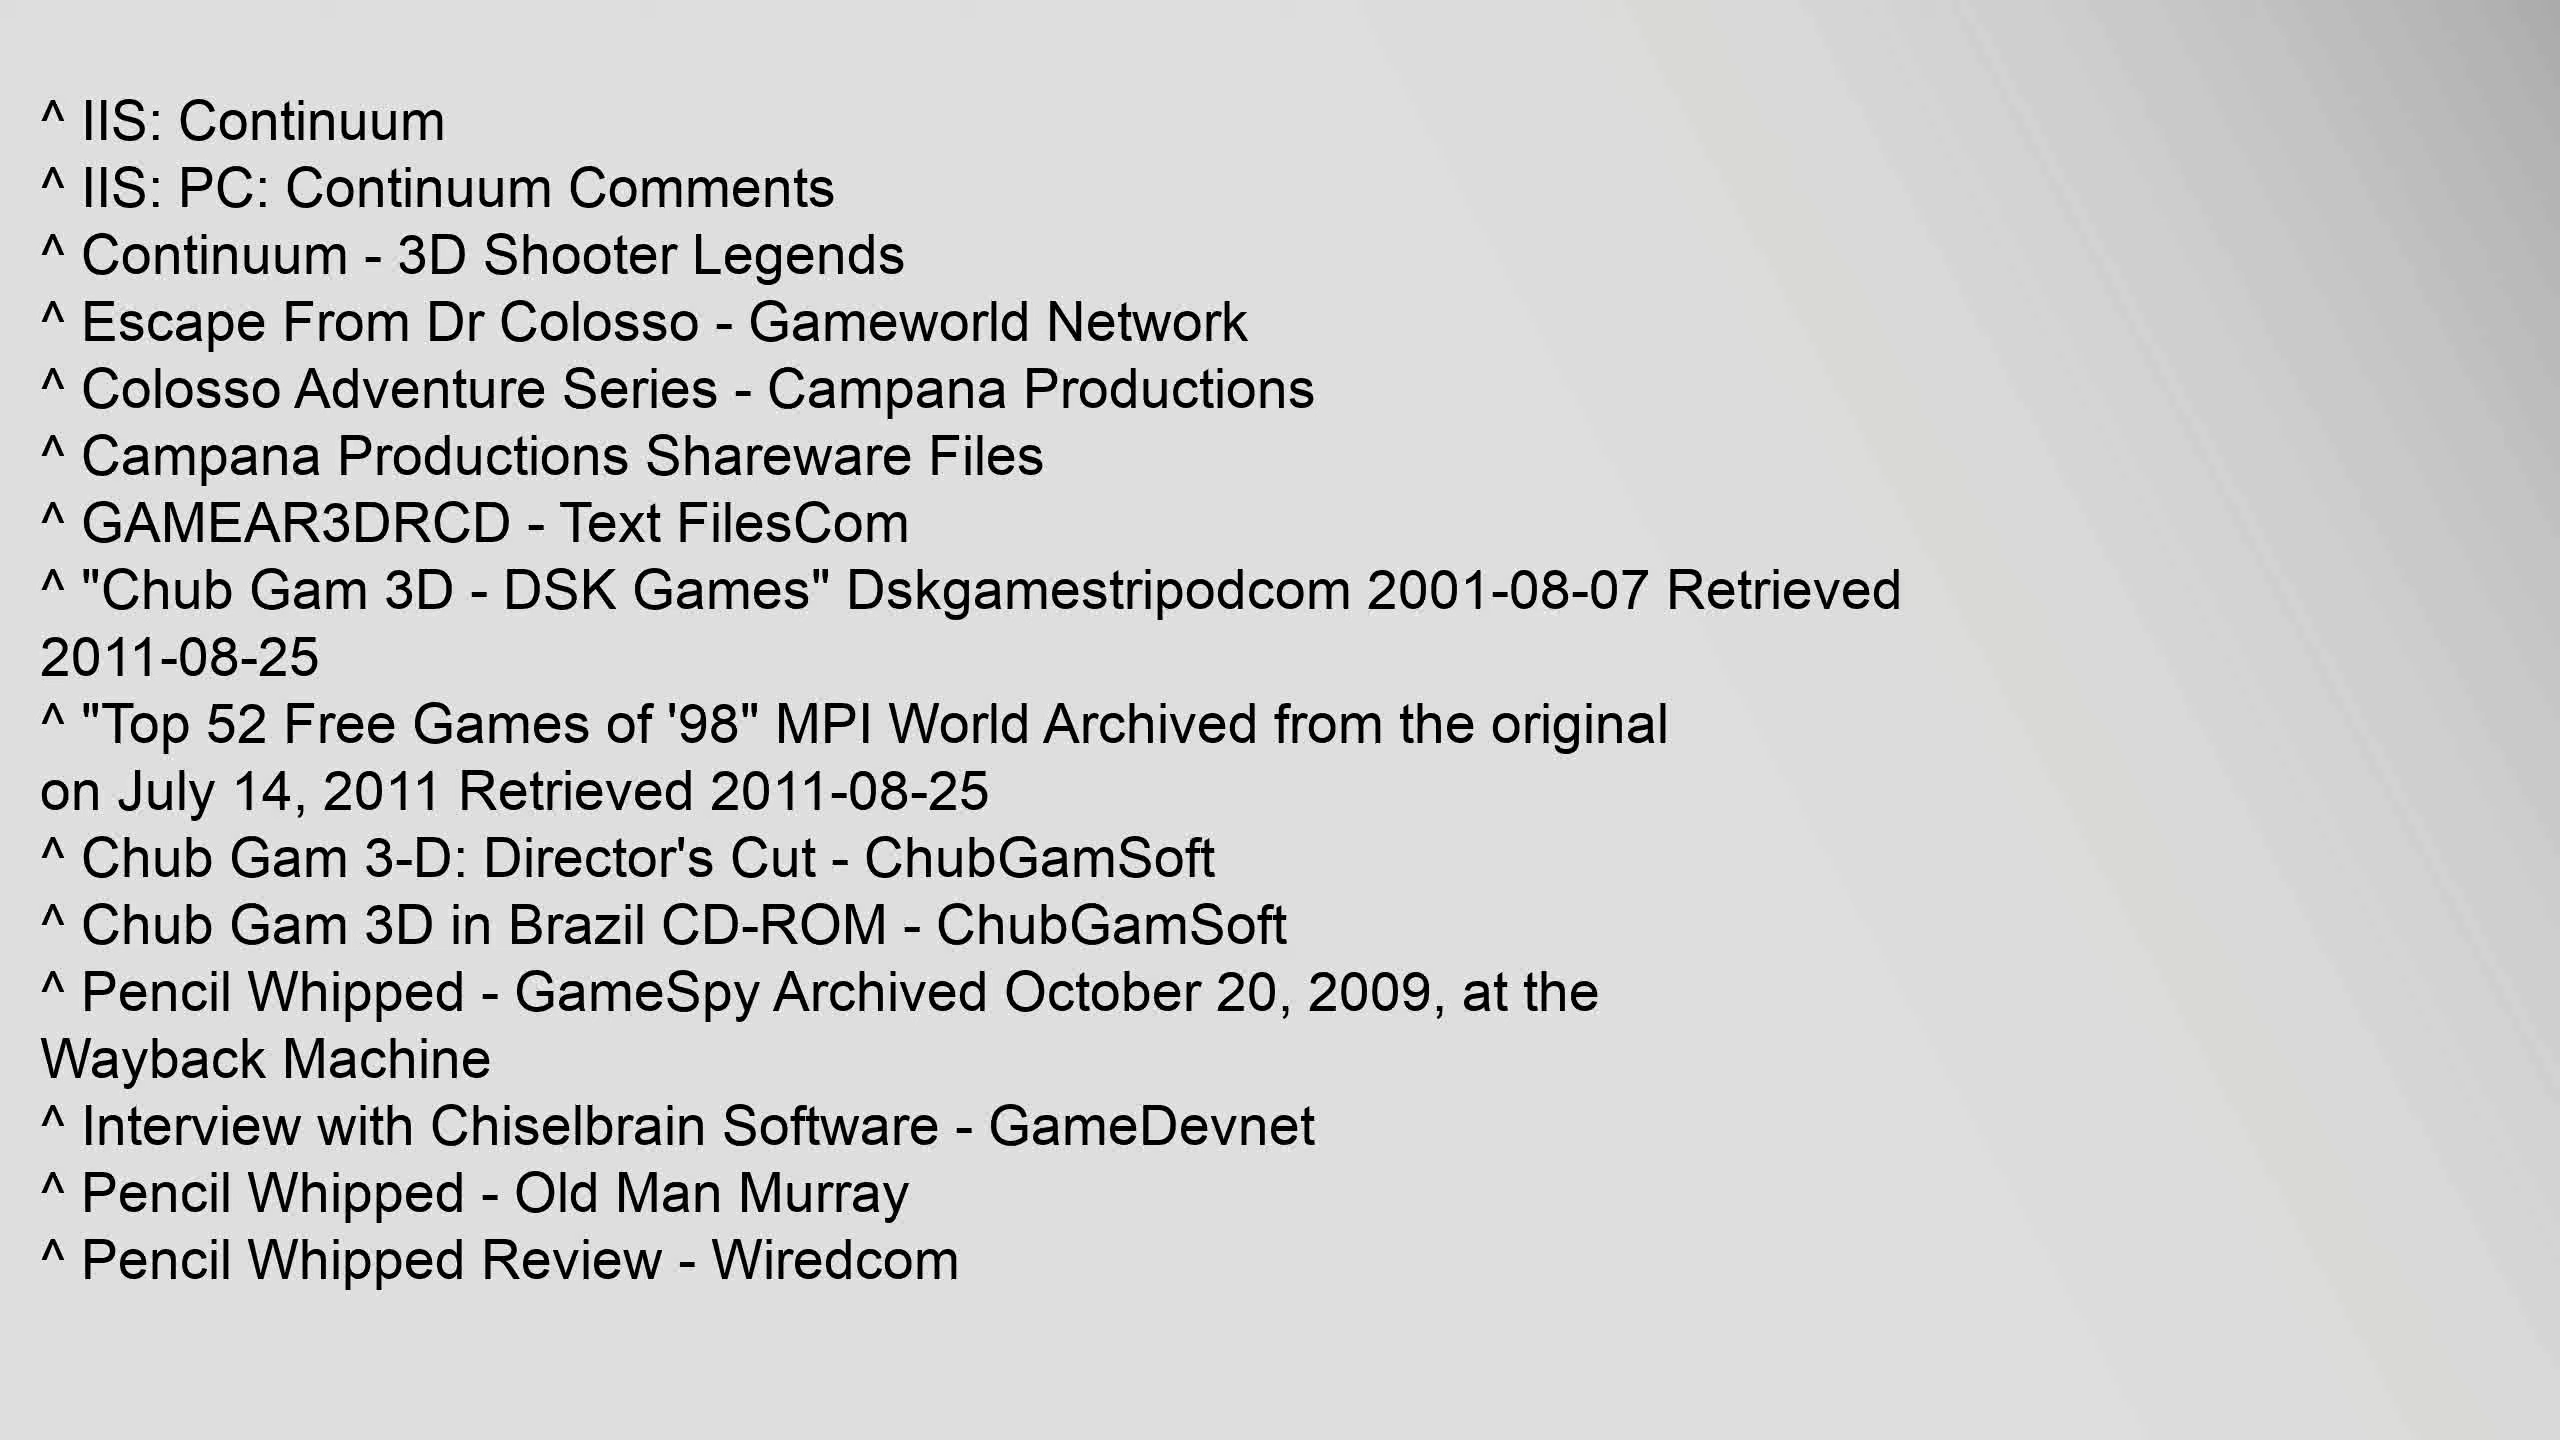 ^ IIS: Continuum
^ IIS: PC: Continuum Comments
^ Continuum - 3D Shooter Legends
^ Escape From Dr Colosso - Gameworld Network
^ Colosso Adventure Series - Campana Productions
^ Campana Productions Shareware Files
^ GAMEAR3DRCD - Text FilesCom
^ "Chub Gam 3D - DSK Games" Dskgamestripodcom 2001-08-07 Retrieved
2011-08-25
^ "Top 52 Free Games of '98" MPI World Archived from the original
on July 14, 2011 Retrieved 2011-08-25
^ Chub Gam 3-D: Director's Cut - ChubGamSoft
^ Chub Gam 3D in Brazil CD-ROM - ChubGamSoft
^ Pencil Whipped - GameSpy Archived October 20, 2009, at the
Wayback Machine
^ Interview with Chiselbrain Software - GameDevnet
^ Pencil Whipped - Old Man Murray
^ Pencil Whipped Review - Wiredcom